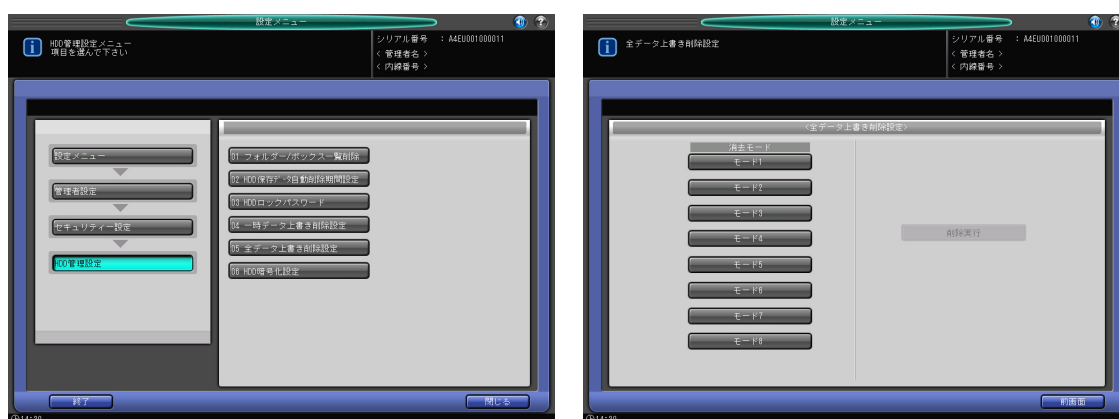 設定メニュー
HDD管理設定メニュー
項目を選んで下さい
シリアル番号 : A4EU001000011
< 管理者名 >
< 内線番号 >
設定メニュー
管理者設定
セキュリティー設定
HDD管理設定
01 フォルダー/ボックス一覧削除
02 HDD保存データ自動削除期間設定
03 HDDロックパスワード
04 一時データ上書き削除設定
05 全データ上書き削除設定
06 HDD暗号化設定
終了
閉じる
設定メニュー
全データ上書き削除設定
シリアル番号 : A4EU001000011
< 管理者名 >
< 内線番号 >
<全データ上書き削除設定>
消去モード
モード1
モード2
モード3
モード4
モード5
モード6
モード7
モード8
削除実行
前画面